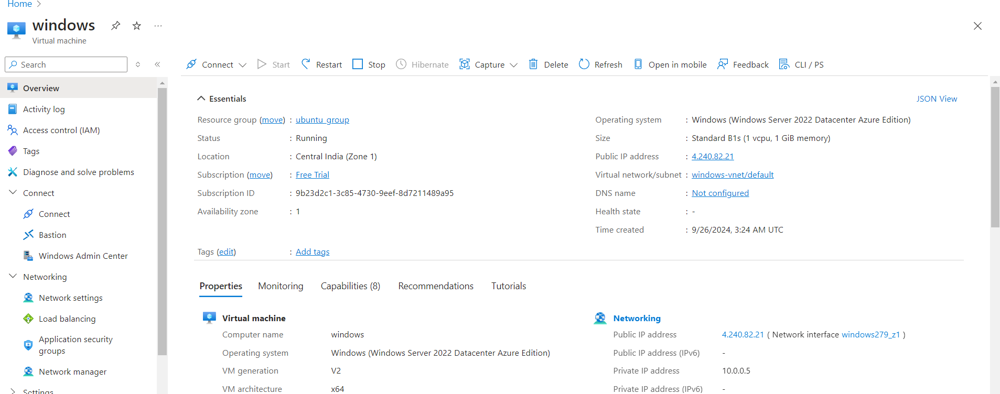 Home >
windows
Virtual machine
Search
Connect Start Restart Stop Hibernate Capture Delete Refresh Open in mobile Feedback CLI / PS
Overview
Activity log
Access control (IAM)
Tags
Diagnose and solve problems
Connect
Connect
Bastion
Windows Admin Center
Networking
Network settings
Load balancing
Application security
groups
Network manager
Settings
Essentials
JSON View
Resource group (move) : ubuntu_group
Status : Running
Location : Central India (Zone 1)
Subscription (move) : Free Trial
Subscription ID : 9b23d2c1-3c85-4730-9eef-8d7211489a95
Availability zone : 1
Operating system : Windows (Windows Server 2022 Datacenter Azure Edition)
Size : Standard B1s (1 vcpu, 1 GiB memory)
Public IP address : 4.240.82.21
Virtual network/subnet : windows-vnet/default
DNS name : Not configured
Health state : -
Time created : 9/26/2024, 3:24 AM UTC
Tags (edit) : Add tags
Properties Monitoring Capabilities (8) Recommendations Tutorials
Virtual machine
Computer name windows
Operating system Windows (Windows Server 2022 Datacenter Azure Edition)
VM generation V2
VM architecture x64
Networking
Public IP address 4.240.82.21 ( Network interface windows279_z1 )
Public IP address (IPv6) -
Private IP address 10.0.0.5
Private IP address (IPv6) -